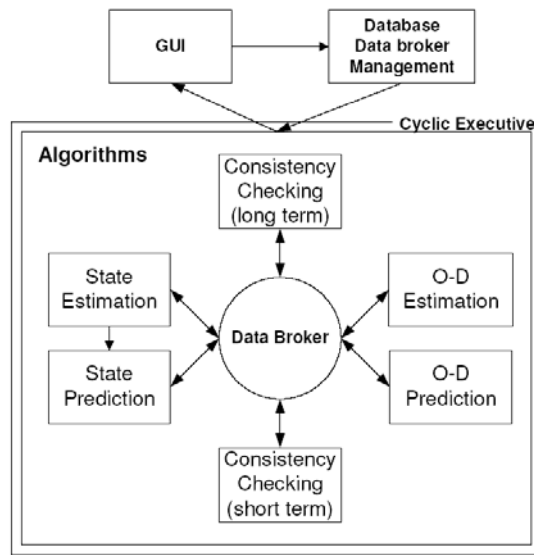 GUI
Database
Data broker
Management
Cyclic Executive
Algorithms
Consistency
Checking
(long term)
State
Estimation
O-D
Estimation
Data Broker
State
Prediction
O-D
Prediction
Consistency
Checking
(short term)